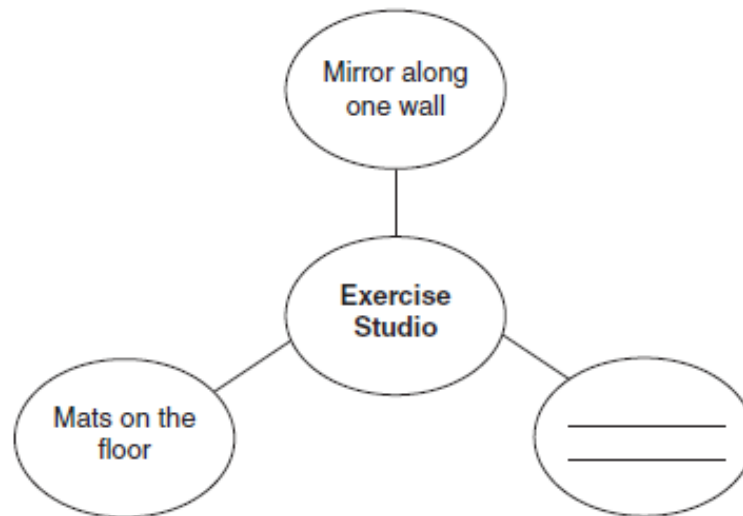 Mirror along
one wall
Exercise
Studio
Mats on the
floor